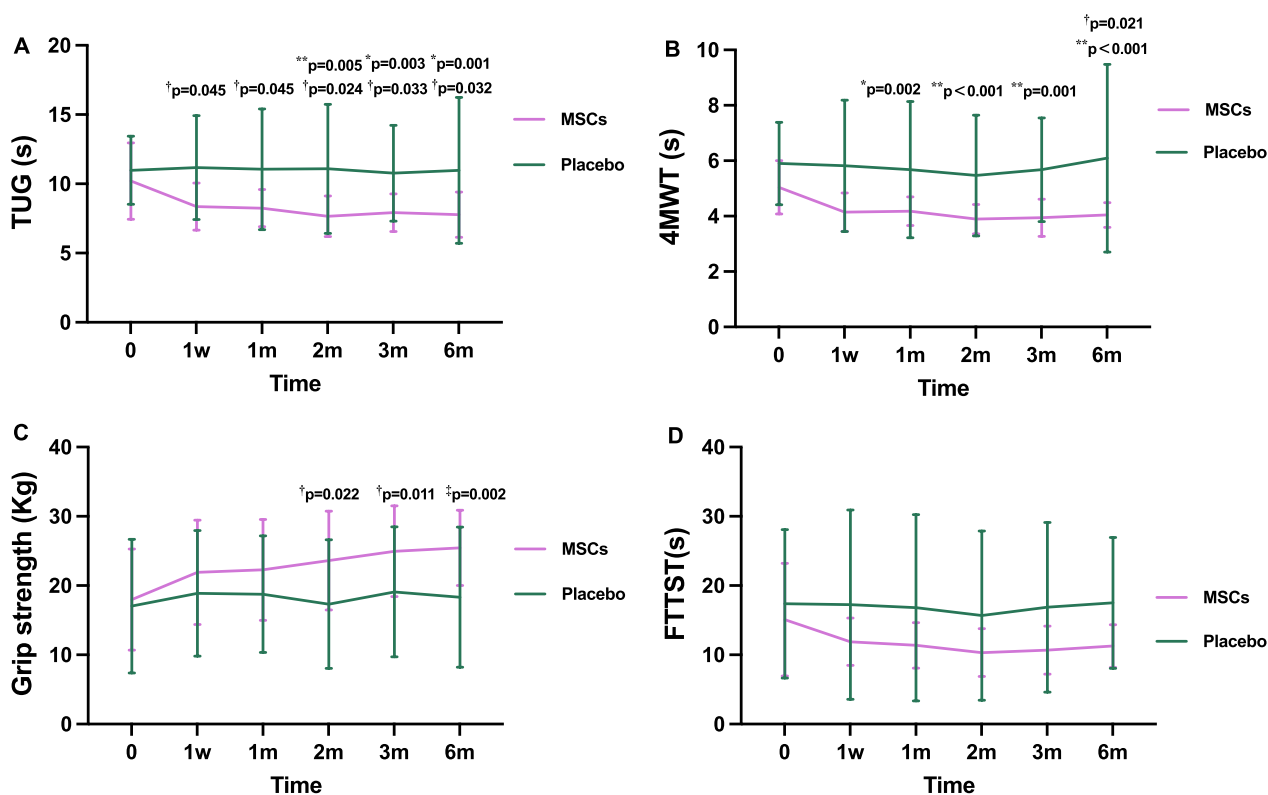 A
TUG (s)
20
15
10
5
0
**p=0.005 *p=0.003 *p=0.001
†p=0.045 †p=0.045 †p=0.024 †p=0.033 †p=0.032
0 1w 1m 2m 3m 6m
Time
MSCs
Placebo
B
4MWT (s)
10
8
6
4
2
0
†p=0.021
**p<0.001
*p=0.002 **p<0.001 **p=0.001
0 1w 1m 2m 3m 6m
Time
MSCs
Placebo
C
Grip strength (Kg)
40
30
20
10
0
†p=0.022 †p=0.011 ‡p=0.002
0 1w 1m 2m 3m 6m
Time
MSCs
Placebo
D
FTTST(s)
40
30
20
10
0
0 1w 1m 2m 3m 6m
Time
MSCs
Placebo